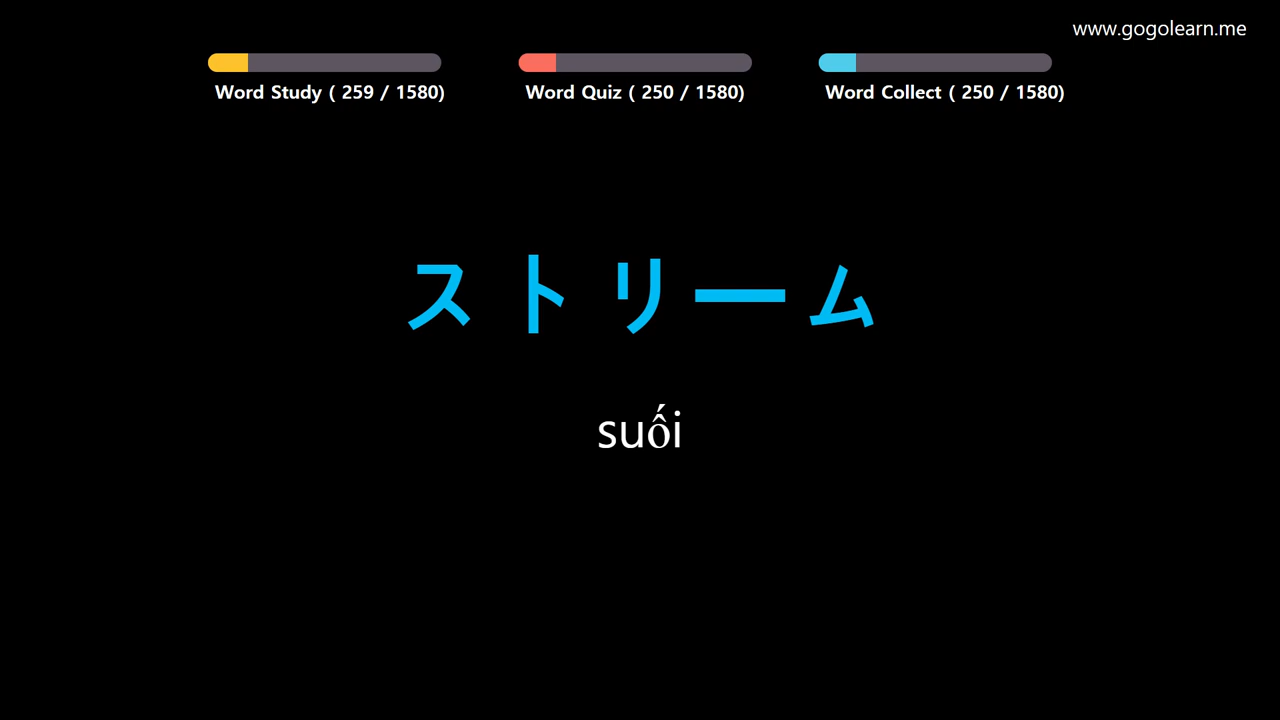 www.gogolearn.me
Word Study ( 259 / 1580)
Word Quiz ( 250 / 1580)
Word Collect ( 250 / 1580)
ストリーム
suối